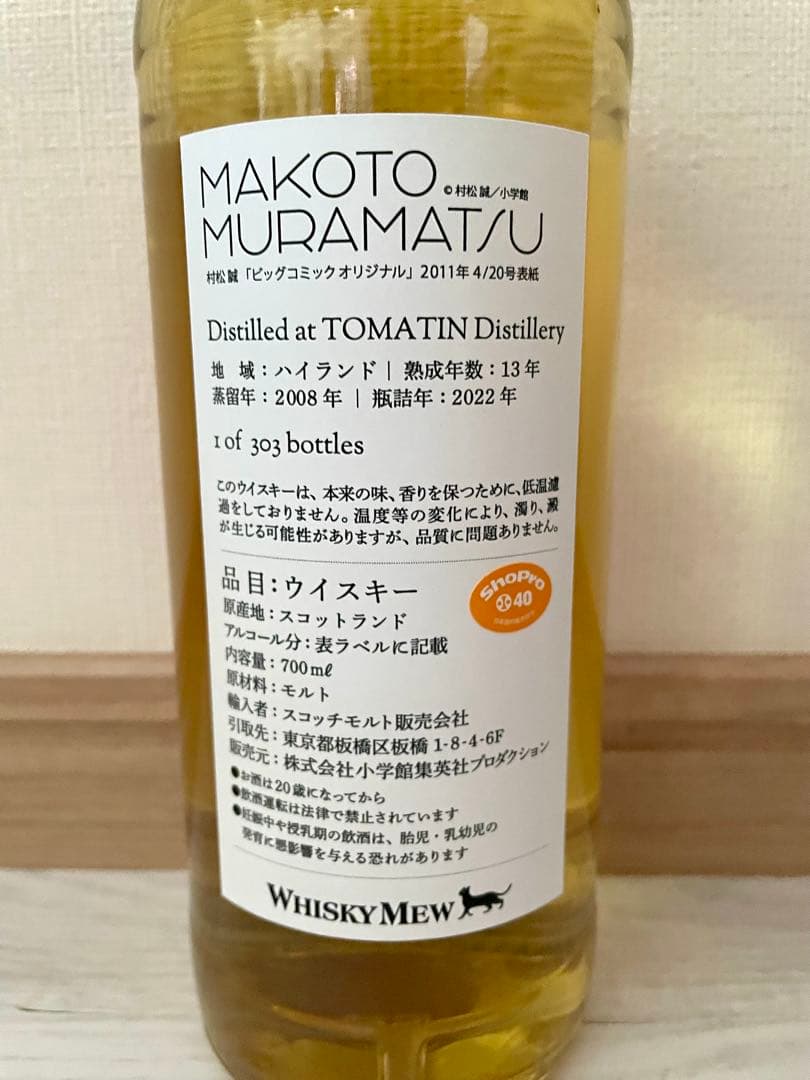 MAKOTO
©村松 誠／小学館
MURAMATSU
村松 誠「ビッグコミック オリジナル」2011年 4/20号表紙
Distilled at TOMATIN Distillery
地 域：ハイランド｜熟成年数：13 年
蒸留年：2008 年｜瓶詰年：2022 年
1 of 303 bottles
このウイスキーは、本来の味、香りを保つために、低温濾
過をしておりません。温度等の変化により、濁り、澱
が生じる可能性がありますが、品質に問題ありません。
品目：ウイスキー
ShoPro
40
原産地：スコットランド
アルコール分：表ラベルに記載
内容量：700mℓ
原材料：モルト
輸入者：スコッチモルト販売会社
引取先：東京都板橋区板橋 1-8-4-6F
販売元：株式会社小学館集英社プロダクション
●お酒は20歳になってから
●飲酒運転は法律で禁止されています
●妊娠中や授乳期の飲酒は、胎児・乳幼児の
発育に悪影響を与える恐れがあります
WHISKY MEW